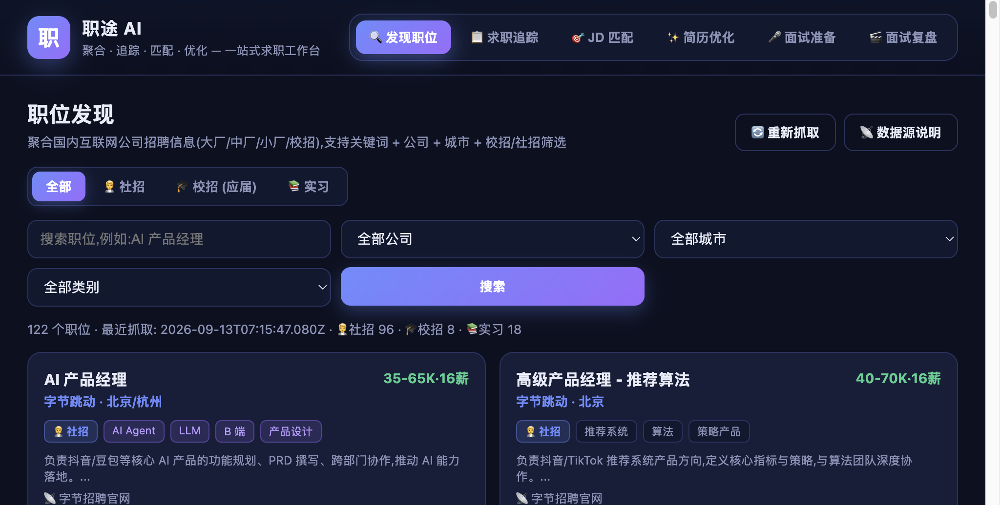 职
职途 AI
聚合 · 追踪 · 匹配 · 优化 — 一站式求职工作台
发现职位
求职追踪
JD 匹配
简历优化
面试准备
面试复盘
职位发现
聚合国内互联网公司招聘信息(大厂/中厂/小厂/校招),支持关键词 + 公司 + 城市 + 校招/社招筛选
重新抓取
数据源说明
全部
社招
校招 (应届)
实习
搜索职位,例如:AI 产品经理
全部公司
全部城市
全部类别
搜索
122 个职位 · 最近抓取: 2026-09-13T07:15:47.080Z · 社招 96 · 校招 8 · 实习 18
AI 产品经理
35-65K·16薪
字节跳动 · 北京/杭州
社招
AI Agent
LLM
B 端
产品设计
负责抖音/豆包等核心 AI 产品的功能规划、PRD 撰写、跨部门协作,推动 AI 能力
落地。...
字节招聘官网
高级产品经理 - 推荐算法
40-70K·16薪
字节跳动 · 北京
社招
推荐系统
算法
策略产品
负责抖音/TikTok 推荐系统产品方向,定义核心指标与策略,与算法团队深度协
作。...
字节招聘官网